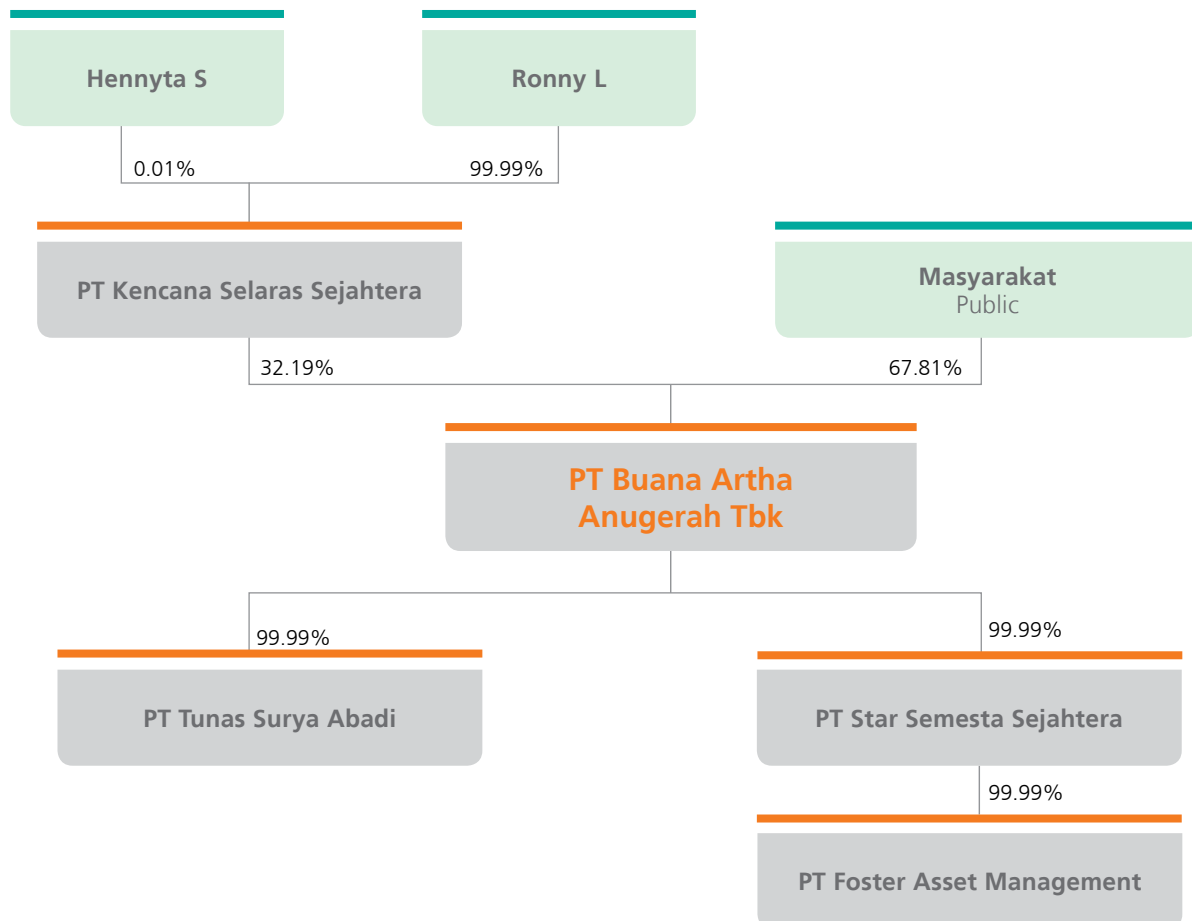 Hennyta S
Ronny L
0.01%
99.99%
PT Kencana Selaras Sejahtera
Masyarakat
Public
32.19%
67.81%
PT Buana Artha
Anugerah Tbk
99.99%
99.99%
PT Tunas Surya Abadi
PT Star Semesta Sejahtera
99.99%
PT Foster Asset Management